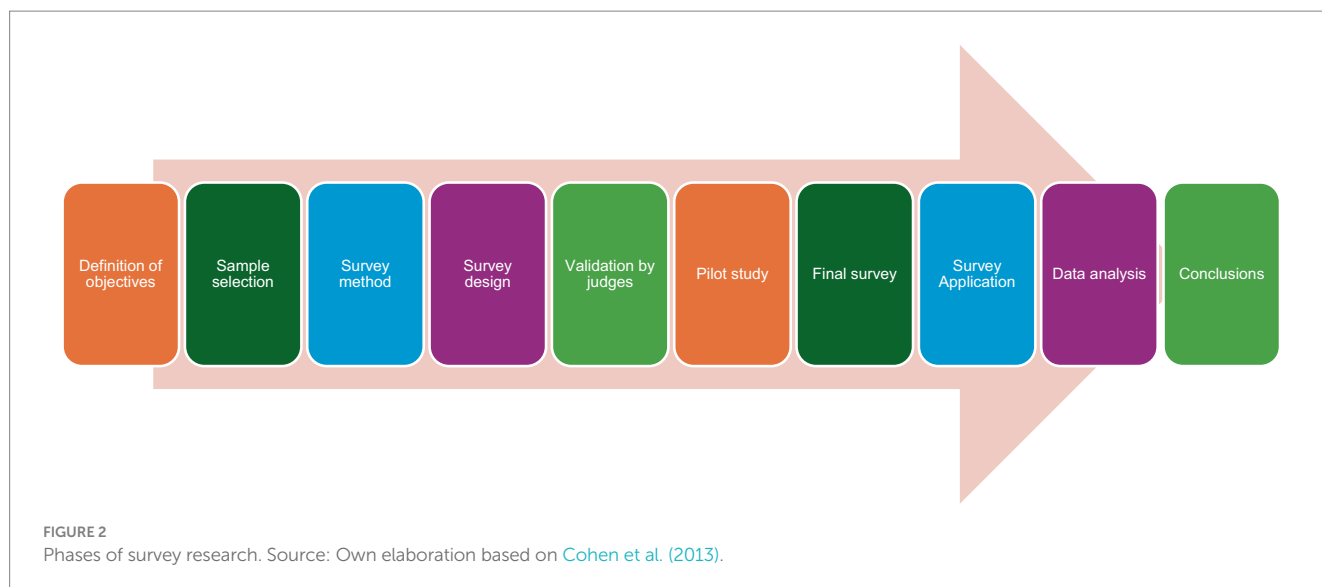 Definition of
objectives
Sample
selection
Survey
method
Survey
design
Validation by
judges
Pilot study
Final survey
Survey
Application
Data analysis
Conclusions
FIGURE 2
Phases of survey research. Source: Own elaboration based on Cohen et al. (2013).